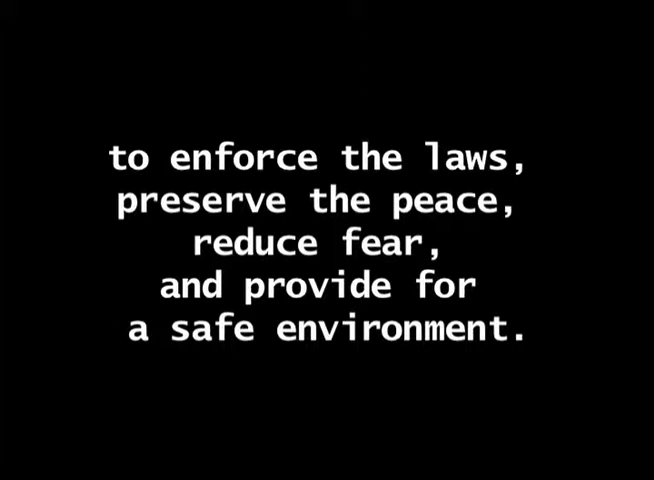 to enforce the laws,
preserve the peace,
reduce fear,
and provide for
a safe environment.